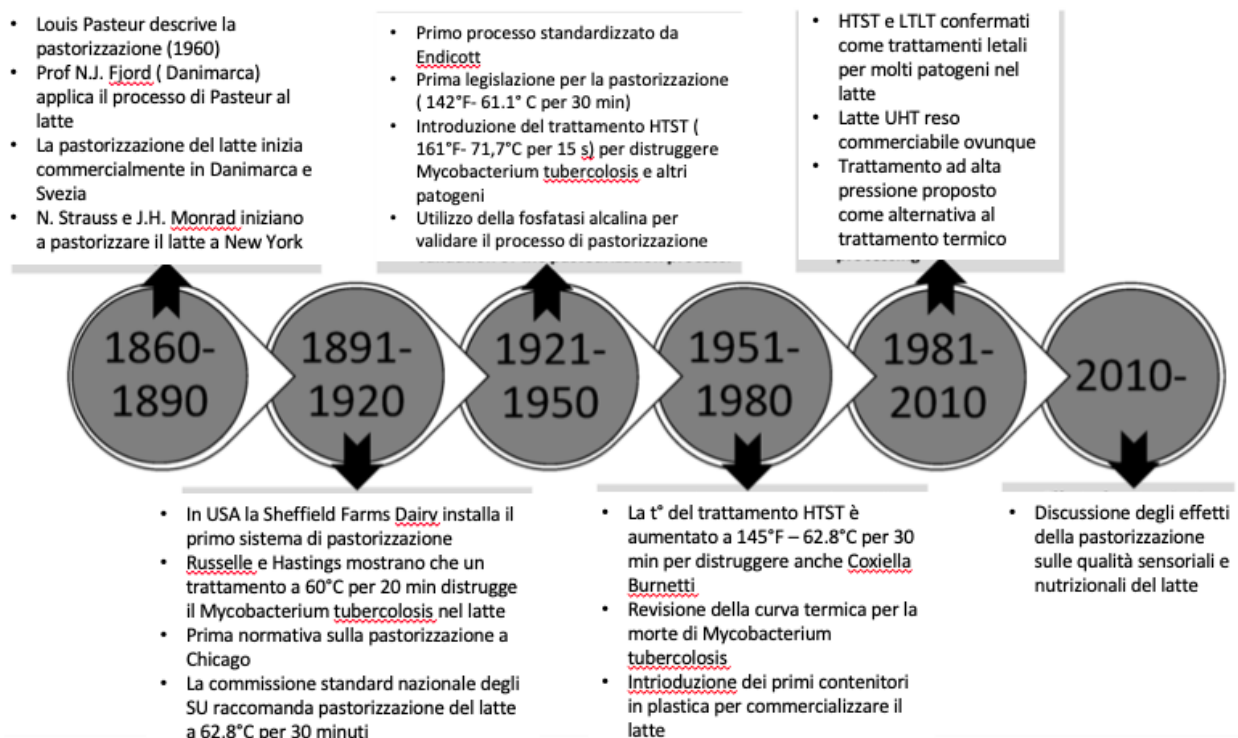 • Louis Pasteur descrive la
pastorizzazione (1960)
• Prof N.J. Fjord ( Danimarca)
applica il processo di Pasteur al
latte
• La pastorizzazione del latte inizia
commercialmente in Danimarca e
Svezia
• N. Strauss e J.H. Monrad iniziano
a pastorizzare il latte a New York
• Primo processo standardizzato da
Endicott
• Prima legislazione per la pastorizzazione
( 142°F- 61.1° C per 30 min)
• Introduzione del trattamento HTST (
161°F- 71,7°C per 15 s) per distruggere
Mycobacterium tubercolosis e altri
patogeni
• Utilizzo della fosfatasi alcalina per
validare il processo di pastorizzazione
• HTST e LTLT confermati
come trattamenti letali
per molti patogeni nel
latte
• Latte UHT reso
commerciabile ovunque
• Trattamento ad alta
pressione proposto
come alternativa al
trattamento termico
1860-
1890
1891-
1920
1921-
1950
1951-
1980
1981-
2010
2010-
• In USA la Sheffield Farms Dairy installa il
primo sistema di pastorizzazione
• Russelle e Hastings mostrano che un
trattamento a 60°C per 20 min distrugge
il Mycobacterium tubercolosis nel latte
• Prima normativa sulla pastorizzazione a
Chicago
• La commissione standard nazionale degli
SU raccomanda pastorizzazione del latte
a 62.8°C per 30 minuti
• La t° del trattamento HTST è
aumentato a 145°F – 62.8°C per 30
min per distruggere anche Coxiella
Burnetti
• Revisione della curva termica per la
morte di Mycobacterium
tubercolosis
• Intrioduzione dei primi contenitori
in plastica per commercializzare il
latte
• Discussione degli effetti
della pastorizzazione
sulle qualità sensoriali e
nutrizionali del latte